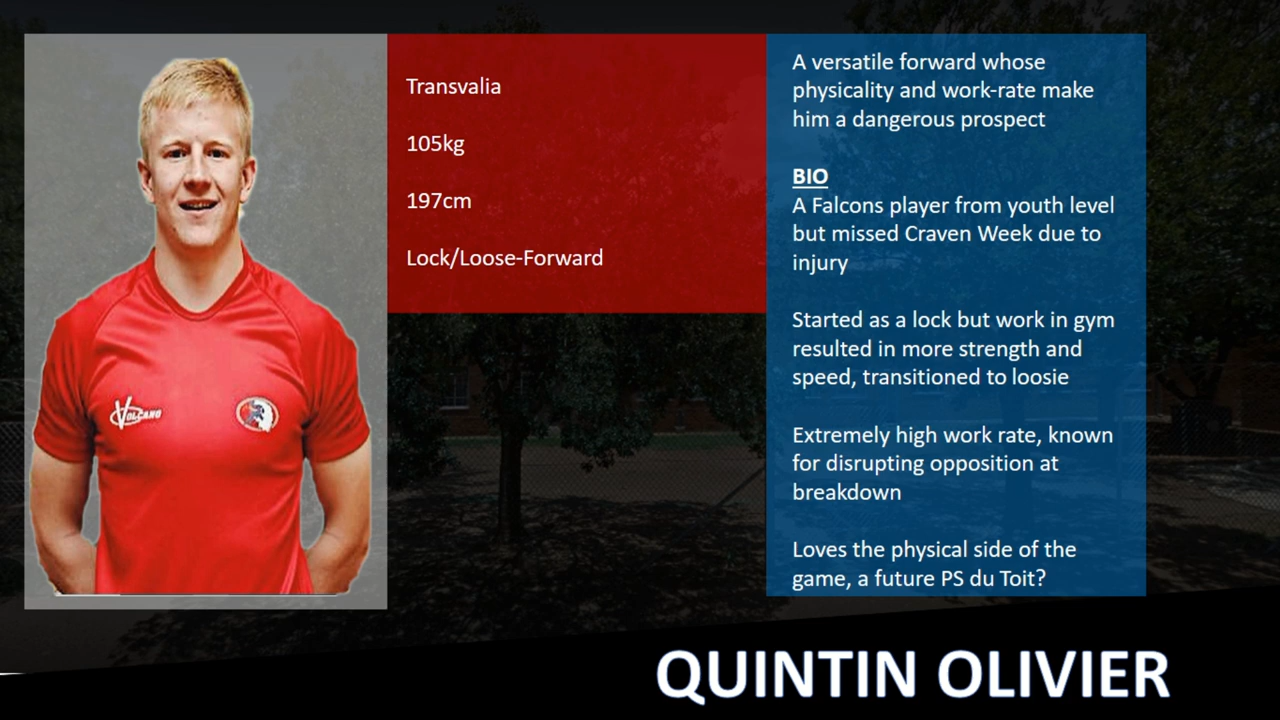 Transvalia
105kg
197cm
Lock/Loose-Forward
A versatile forward whose
physicality and work-rate make
him a dangerous prospect
BIO
A Falcons player from youth level
but missed Craven Week due to
injury
Started as a lock but work in gym
resulted in more strength and
speed, transitioned to loosie
Extremely high work rate, known
for disrupting opposition at
breakdown
Loves the physical side of the
game, a future PS du Toit?
VOLCANO
QUINTIN OLIVIER